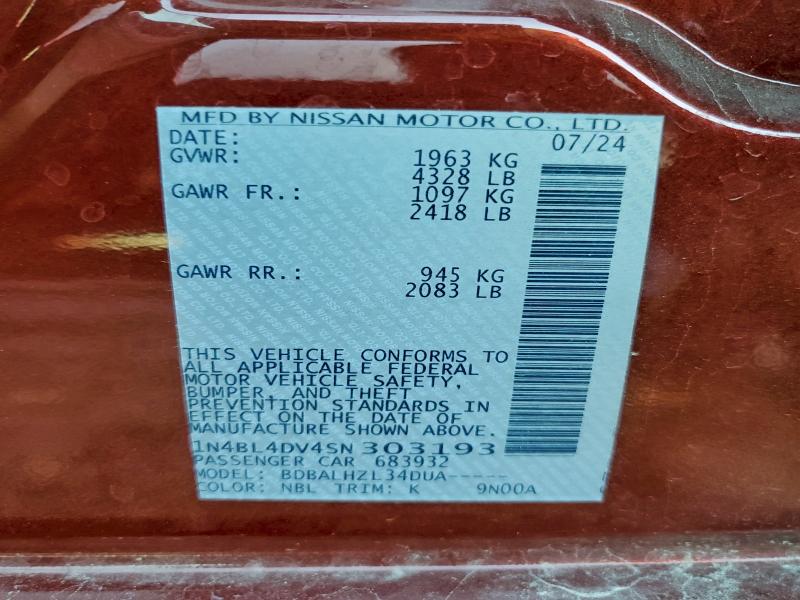 MFD BY NISSAN MOTOR CO., LTD.
DATE: 07/24
GVWR: 1963 KG
4328 LB
GAWR FR.: 1097 KG
2418 LB
GAWR RR.: 945 KG
2083 LB
THIS VEHICLE CONFORMS TO
ALL APPLICABLE FEDERAL
MOTOR VEHICLE SAFETY,
BUMPER, AND THEFT
PREVENTION STANDARDS IN
EFFECT ON THE DATE OF
MANUFACTURE SHOWN ABOVE.
1N4BL4DV4SN 303193
PASSENGER CAR 683932
MODEL: BDBALHZL34DUA-----
COLOR: NBL TRIM: K 9N00A